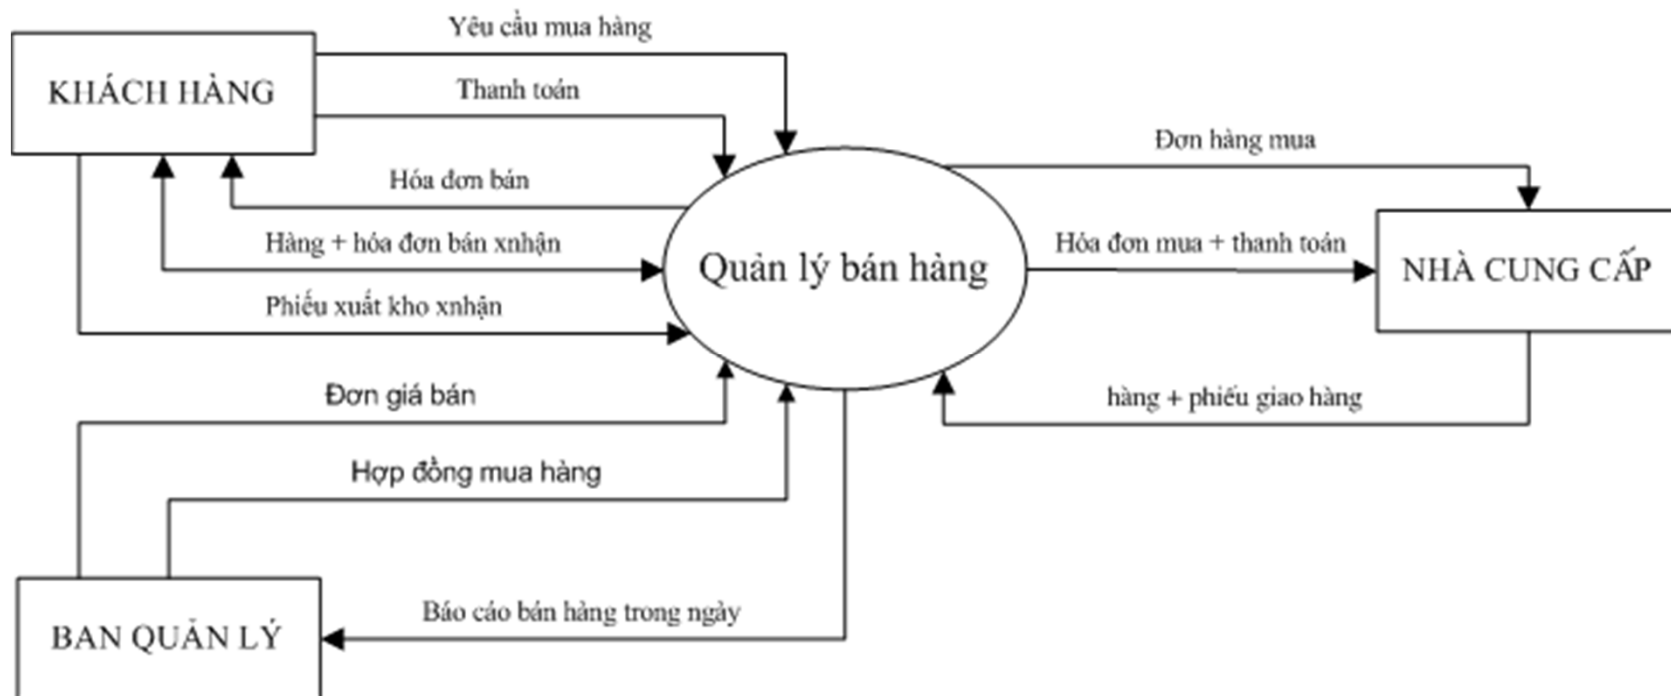 Yêu cầu mua hàng
KHÁCH HÀNG
Thanh toán
Đơn hàng mua
Hóa đơn bán
Hàng + hóa đơn bán xnhận
Quản lý bán hàng
Hóa đơn mua + thanh toán
NHÀ CUNG CẤP
Phiếu xuất kho xnhận
Đơn giá bán
hàng + phiếu giao hàng
Hợp đồng mua hàng
Báo cáo bán hàng trong ngày
BAN QUẢN LÝ